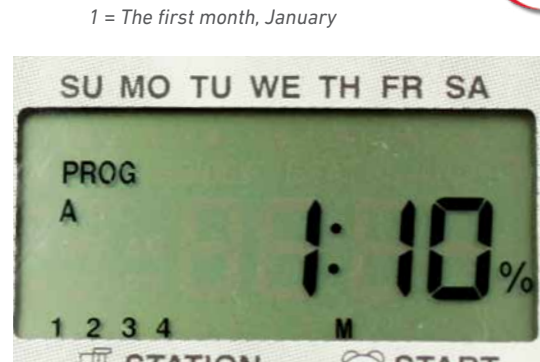 1 = The first month, January
SU MO TU WE TH FR SA
PROG
A
1:10%
1 2 3 4 M
STATION START